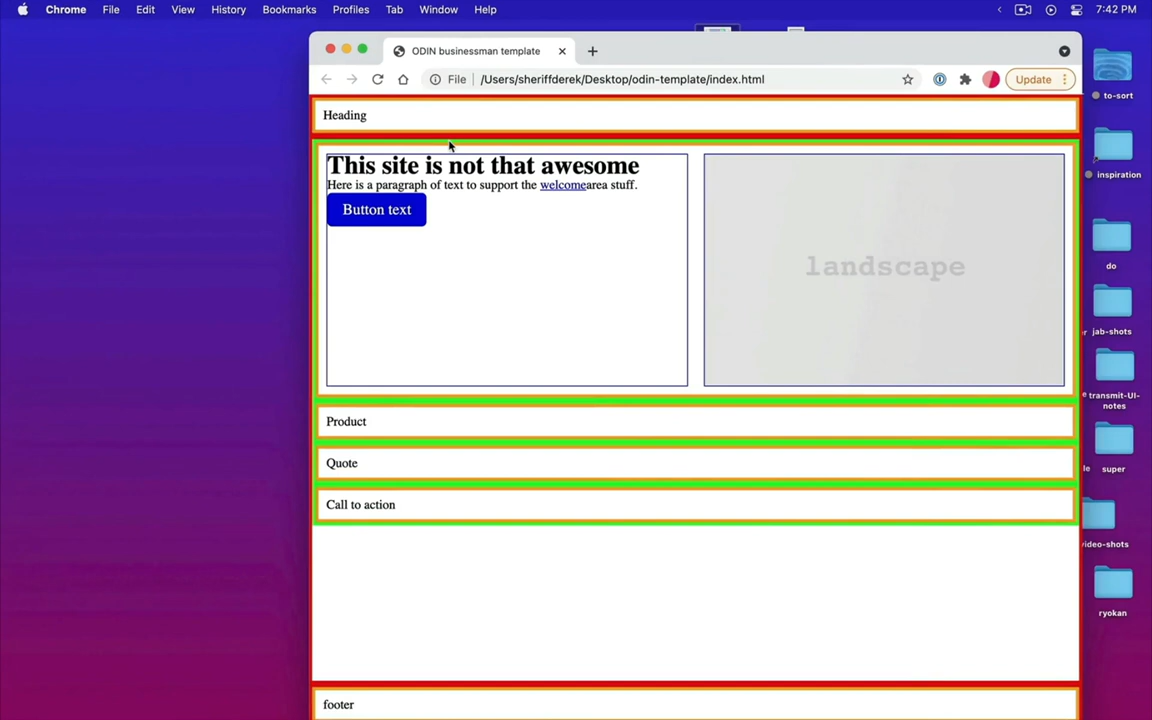 Chrome File Edit View History Bookmarks Profiles Tab Window Help 7:42 PM
ODIN businessman template
File /Users/sheriffderek/Desktop/odin-template/index.html Update
to-sort
Heading
This site is not that awesome
Here is a paragraph of text to support the welcomearea stuff.
Button text
landscape
inspiration
do
er jab-shots
e transmit-UI-
notes
Product
Quote
le super
Call to action
video-shots
ryokan
footer